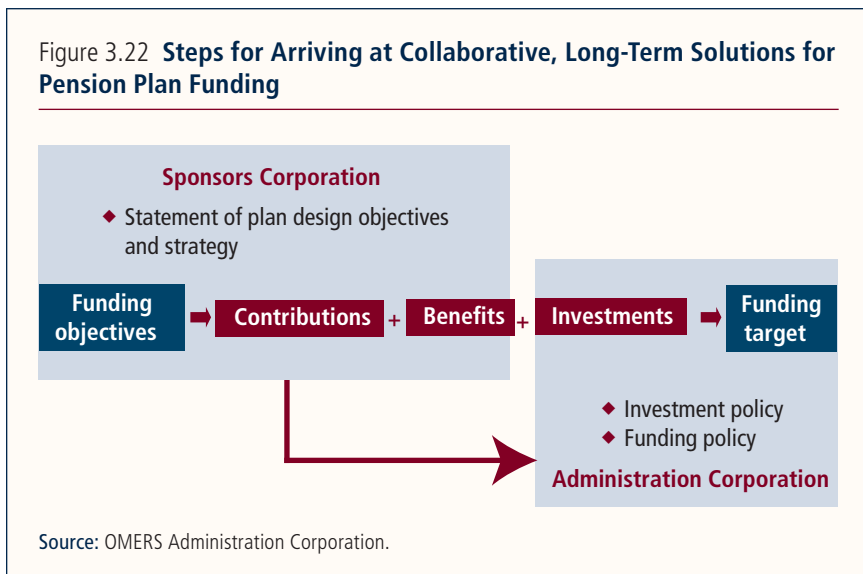 Figure 3.22 Steps for Arriving at Collaborative, Long-Term Solutions for
Pension Plan Funding
Sponsors Corporation
◆ Statement of plan design objectives
and strategy
Funding
objectives
Contributions
+
Benefits
+
Investments
Funding
target
◆ Investment policy
◆ Funding policy
Administration Corporation
Source: OMERS Administration Corporation.